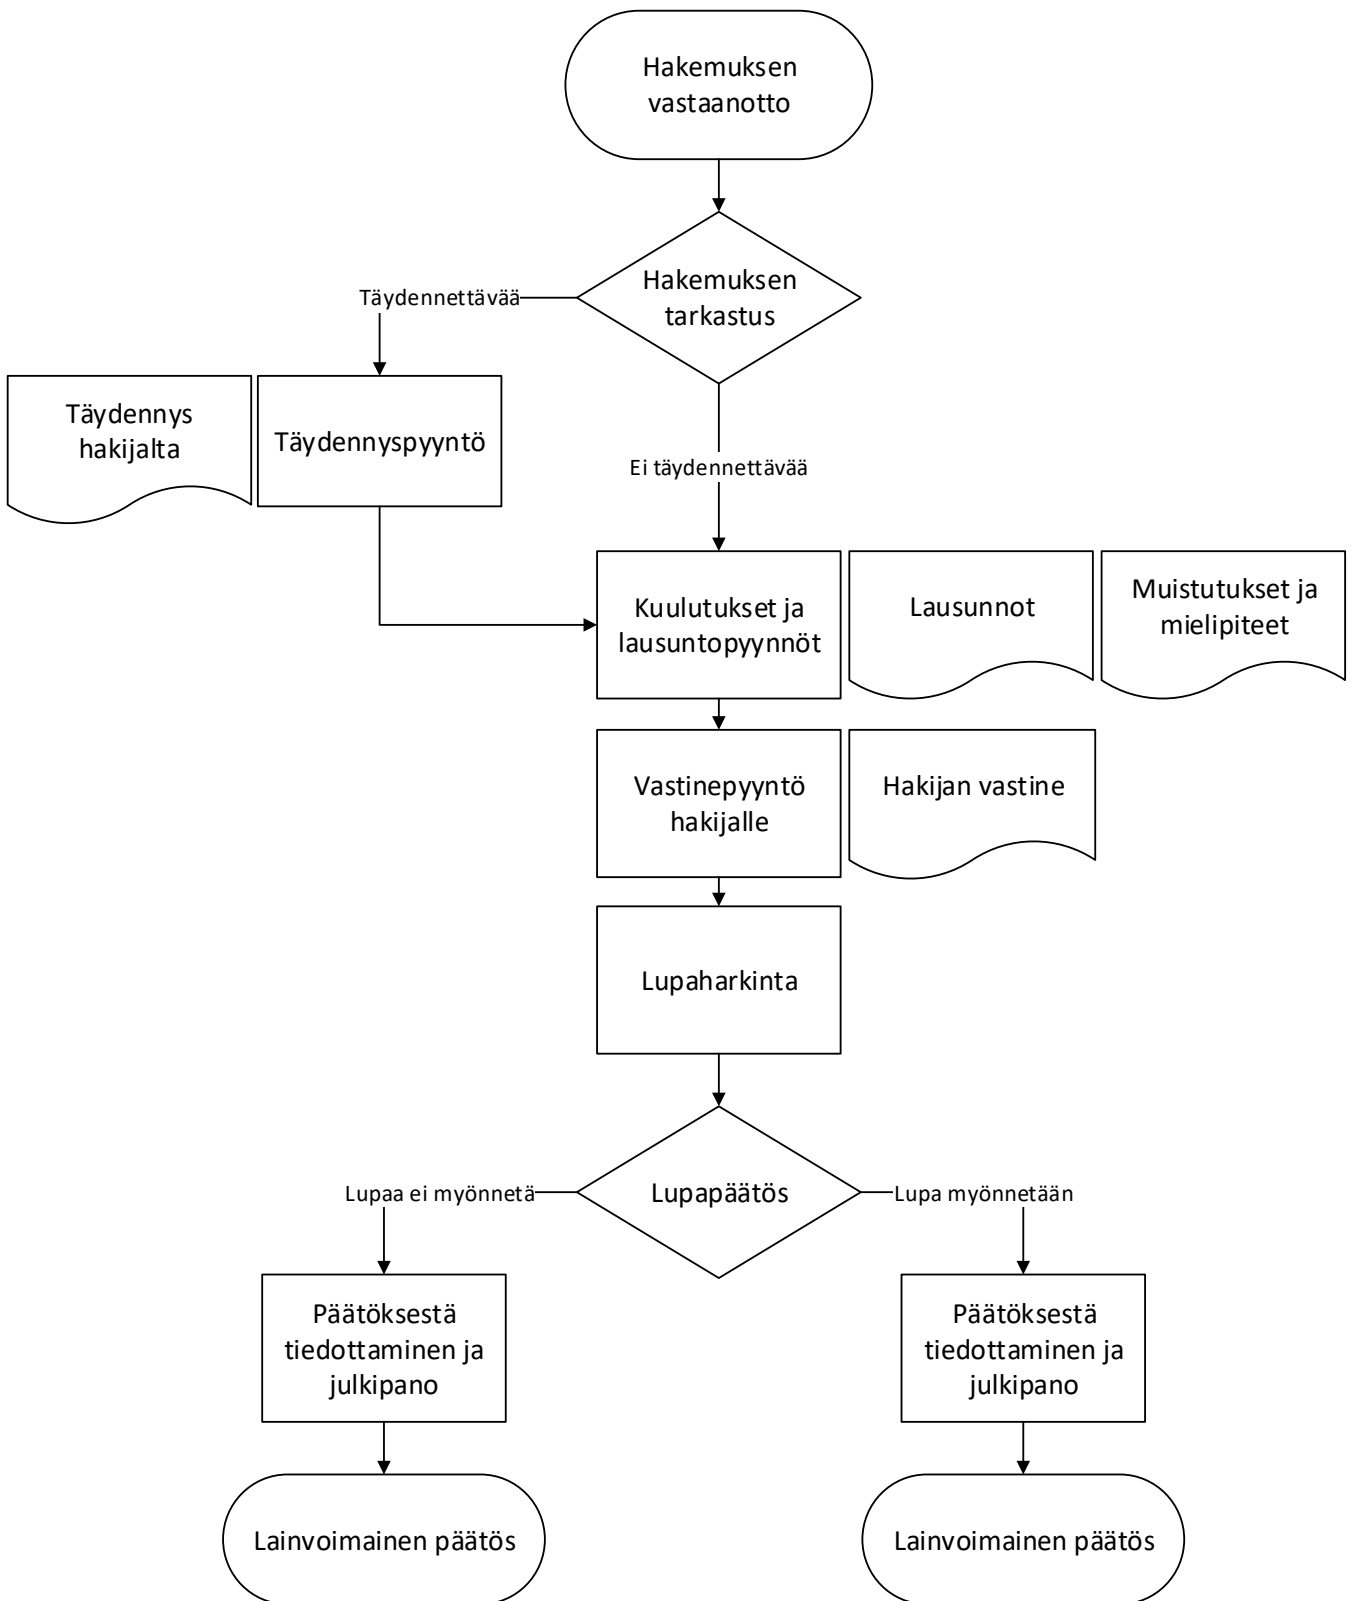 Hakemuksen
vastaanotto
Hakemuksen
tarkastus
Täydennettävää
Täydennys
hakijalta
Täydennyspyyntö
Ei täydennettävää
Kuulutukset ja
lausuntopyynnöt
Lausunnot
Muistutukset ja
mielipiteet
Vastinepyyntö
hakijalle
Hakijan vastine
Lupaharkinta
Lupapäätös
Lupaa ei myönnetä
Lupa myönnetään
Päätöksestä
tiedottaminen ja
julkipano
Päätöksestä
tiedottaminen ja
julkipano
Lainvoimainen päätös
Lainvoimainen päätös